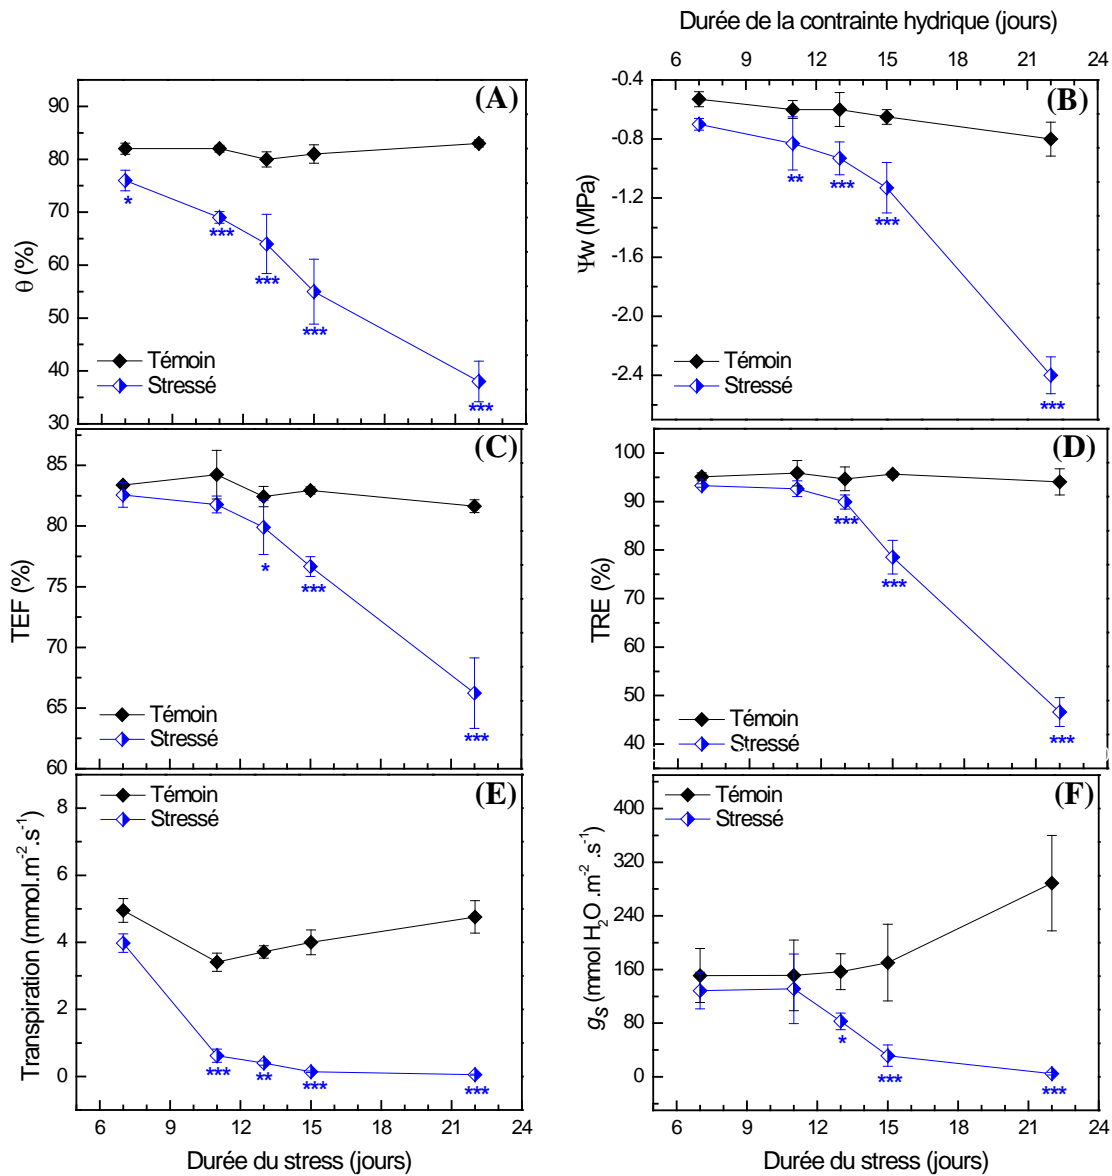 Durée de la contrainte hydrique (jours)
6 9 12 15 18 21 24
(A)
90
80
70
60
50
40
30
θ (%)
*
***
***
***
***
Témoin
Stressé
(B)
-0.4
-0.8
-1.2
-1.6
-2.0
-2.4
Ψw (MPa)
**
***
***
***
Témoin
Stressé
(C)
85
80
75
70
65
60
TEF (%)
*
***
***
Témoin
Stressé
(D)
100
90
80
70
60
50
40
TRE (%)
***
***
***
Témoin
Stressé
(E)
8
6
4
2
0
Transpiration (mmol.m⁻².s⁻¹)
Témoin
Stressé
***
**
***
***
6 9 12 15 18 21 24
Durée du stress (jours)
(F)
400
320
240
160
80
0
gs (mmol H₂O .m⁻² .s⁻¹)
Témoin
Stressé
*
***
***
6 9 12 15 18 21 24
Durée du stress (jours)